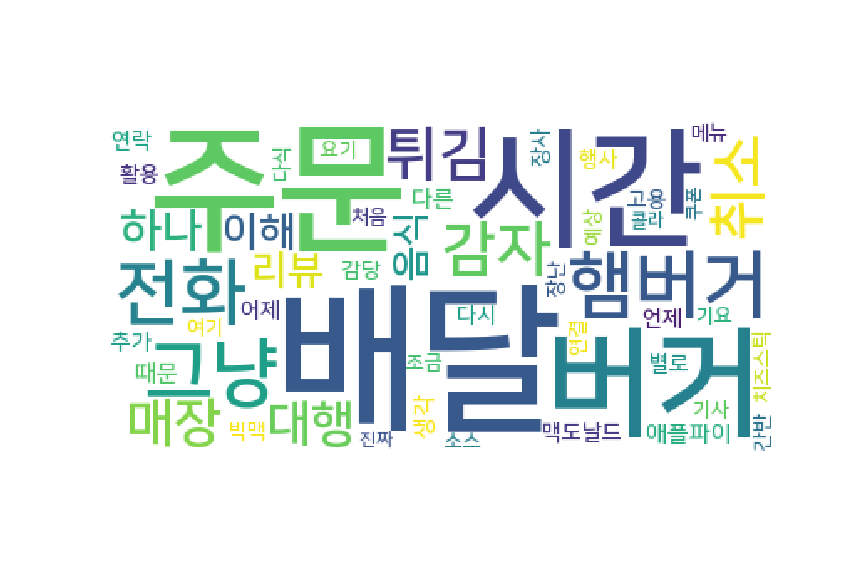 연락
활용
주문
다식
요기
튀김
시간
장사
행사
메뉴
취소
고용
콜라
쿠폰
하나
이해
처음
다른
음식
감자
예상
전화
리뷰
감당
햄버거
장난
어제
여기
배달
다시
언제
기요
연결
추가
때문
그냥
조금
버거
별로
치즈스틱
매장
빅맥
대행
진짜
생각
소스
맥도날드
기사
애플파이
간반